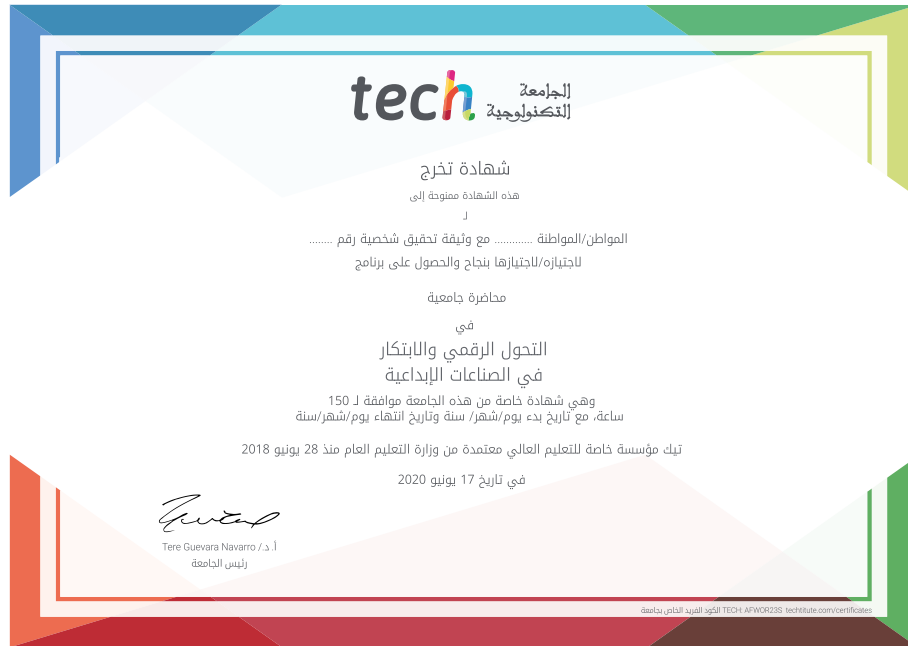 tech الجامعة
التكنولوجية
شهادة تخرج
هذه الشهادة ممنوحة إلى
لـ
المواطن/المواطنة ............. مع وثيقة تحقيق شخصية رقم ........
لاجتيازه/لاجتيازها بنجاح والحصول على برنامج
محاضرة جامعية
في
التحول الرقمي والابتكار
في الصناعات الإبداعية
وهي شهادة خاصة من هذه الجامعة موافقة لـ 150
ساعة، مع تاريخ بدء يوم/شهر/ سنة وتاريخ انتهاء يوم/شهر/سنة
تيك مؤسسة خاصة للتعليم العالي معتمدة من وزارة التعليم العام منذ 28 يونيو 2018
في تاريخ 17 يونيو 2020
أ. د./ Tere Guevara Navarro
رئيس الجامعة
الكود الفريد الخاص بجامعة TECH: AFWOR23S techtitute.com/certificates